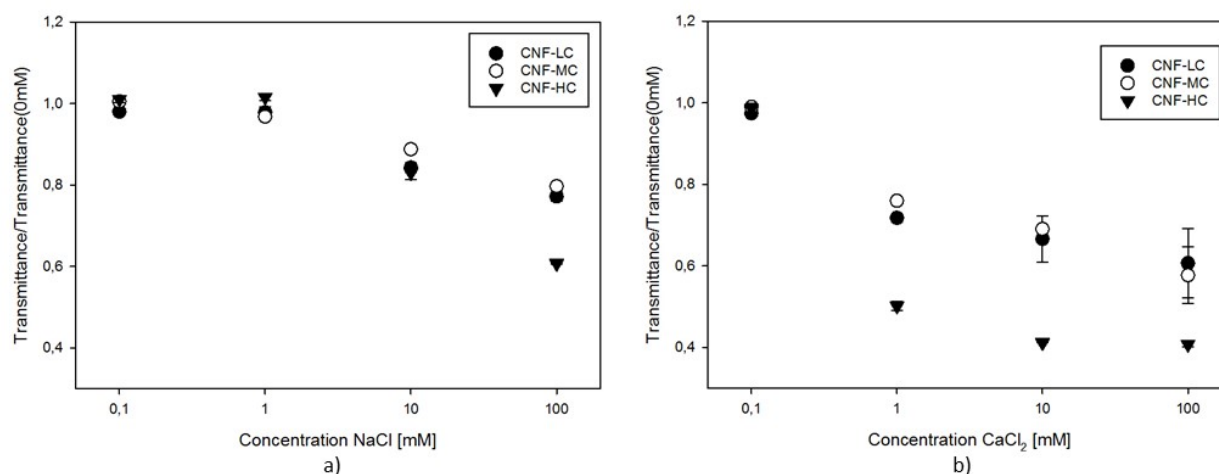 1,2
1,0
0,8
0,6
0,4
Transmittance/Transmittance(0mM)
CNF-LC
CNF-MC
CNF-HC
0,1 1 10 100
Concentration NaCl [mM]
a)
1,2
1,0
0,8
0,6
0,4
Transmittance/Transmittance(0mM)
CNF-LC
CNF-MC
CNF-HC
0,1 1 10 100
Concentration CaCl₂ [mM]
b)